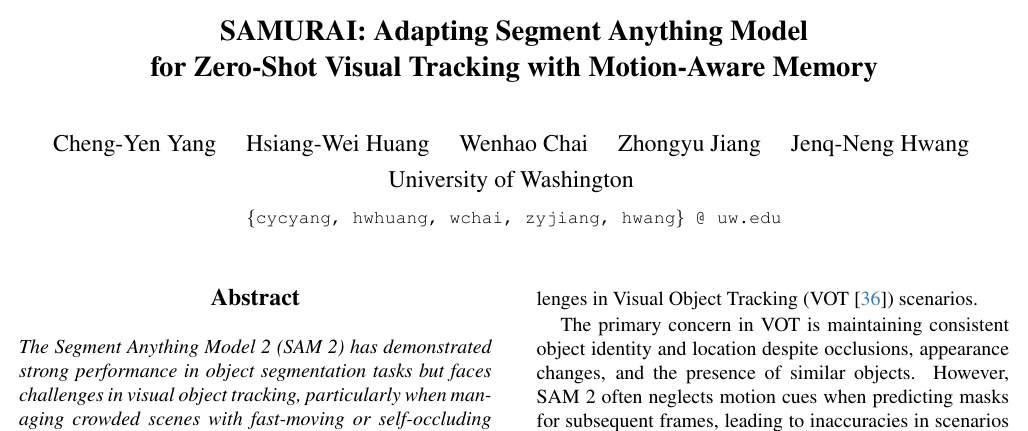 SAMURAI: Adapting Segment Anything Model
for Zero-Shot Visual Tracking with Motion-Aware Memory
Cheng-Yen Yang Hsiang-Wei Huang Wenhao Chai Zhongyu Jiang Jenq-Neng Hwang
University of Washington
{cycyang, hwhuang, wchai, zyjiang, hwang} @ uw.edu
Abstract
The Segment Anything Model 2 (SAM 2) has demonstrated
strong performance in object segmentation tasks but faces
challenges in visual object tracking, particularly when man-
aging crowded scenes with fast-moving or self-occluding
lenges in Visual Object Tracking (VOT [36]) scenarios.
The primary concern in VOT is maintaining consistent
object identity and location despite occlusions, appearance
changes, and the presence of similar objects. However,
SAM 2 often neglects motion cues when predicting masks
for subsequent frames, leading to inaccuracies in scenarios